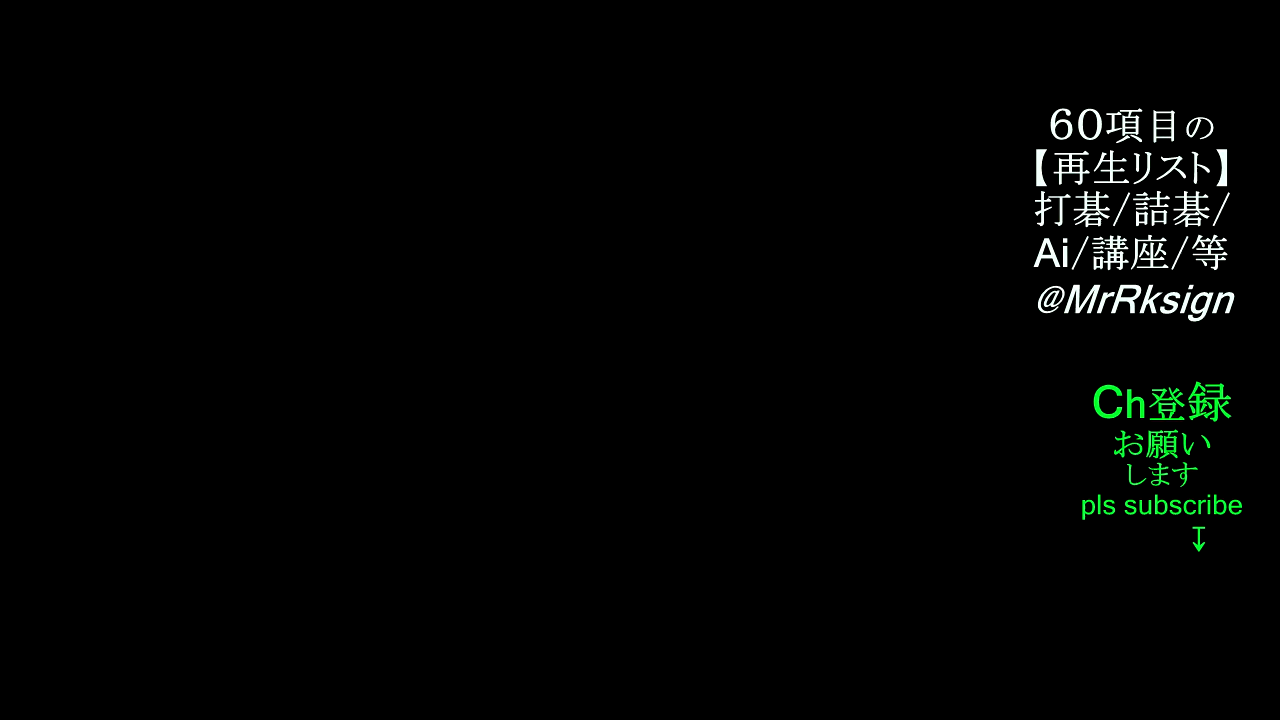 60項目の
【再生リスト】
打碁/詰碁/
Ai/講座/等
@MrRksign
Ch登録
お願い
します
pls subscribe
↧